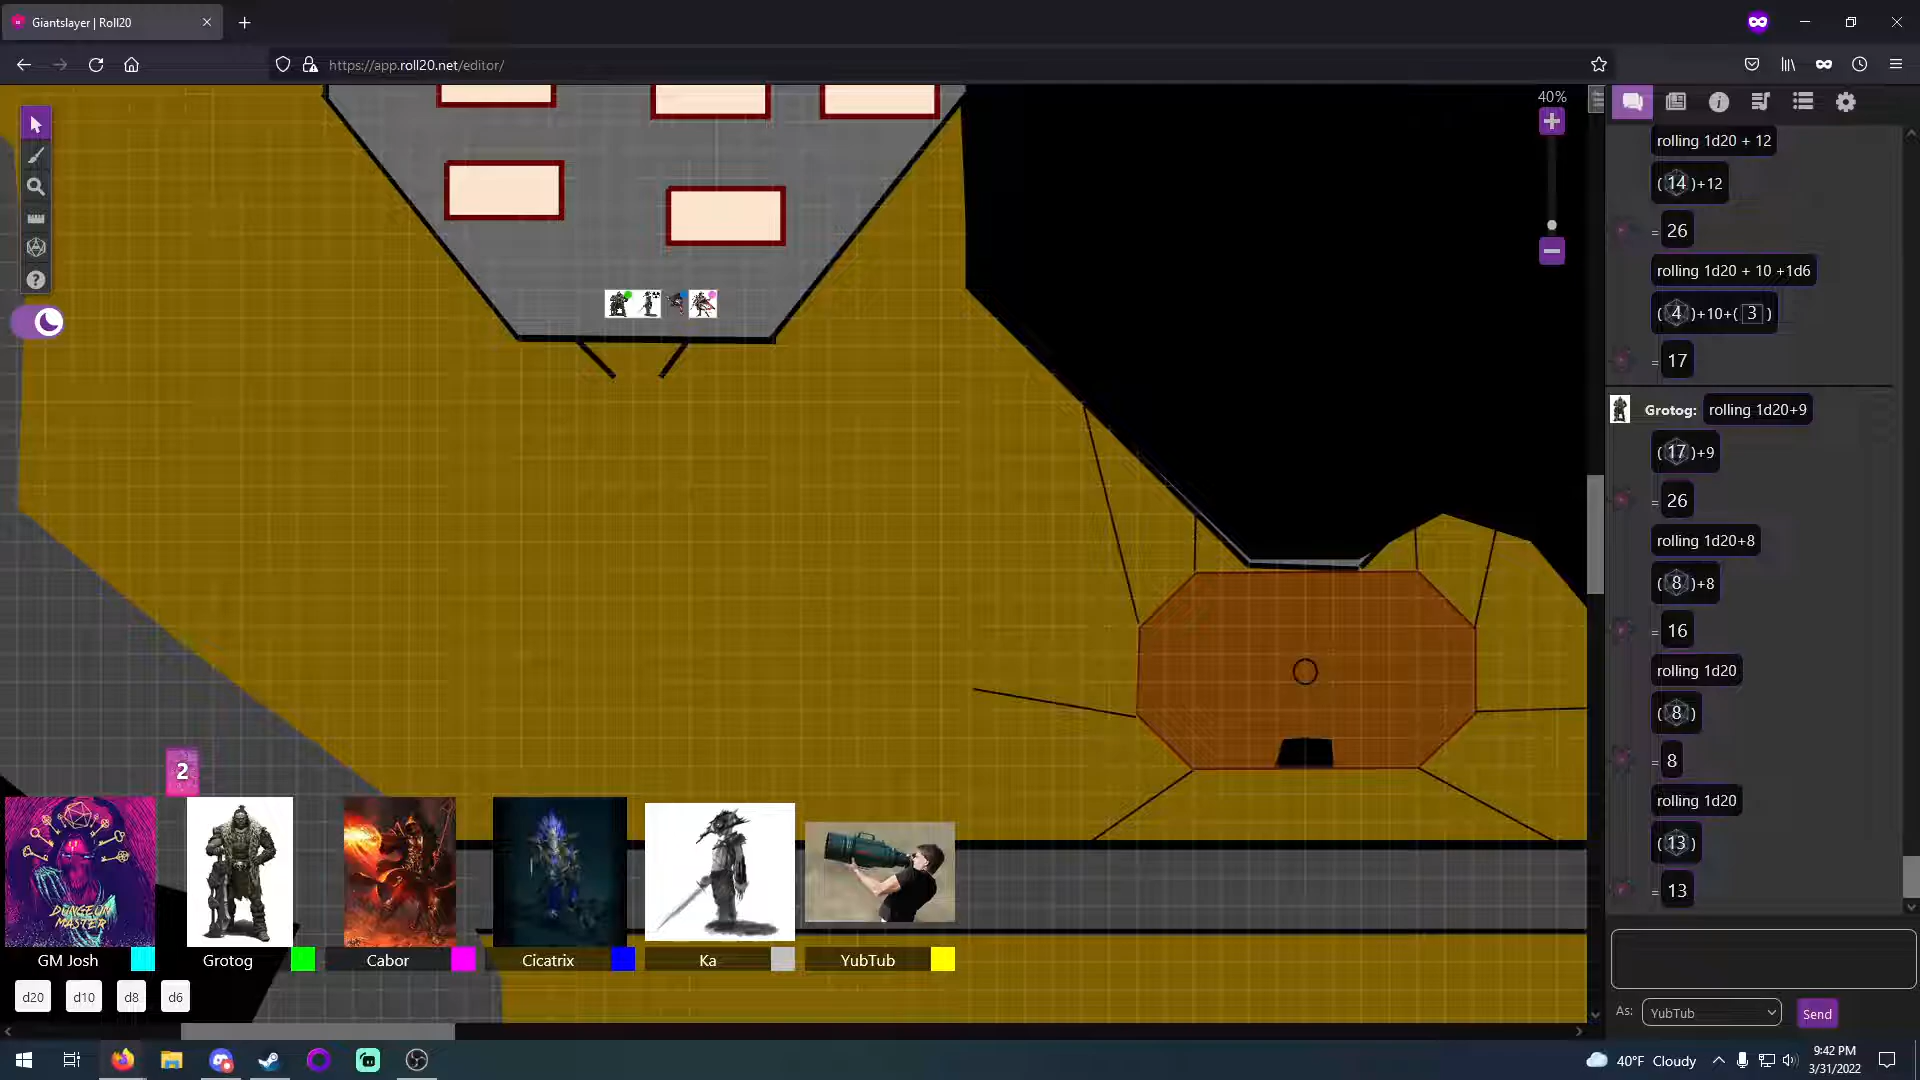 Giantslayer | Roll20
https://app.roll20.net/editor/
40%
rolling 1d20 + 12
(14)+12
= 26
rolling 1d20 + 10 +1d6
(4)+10+(3)
= 17
Grotog: rolling 1d20+9
(17)+9
= 26
rolling 1d20+8
(8)+8
= 16
rolling 1d20
(8)
= 8
rolling 1d20
(13)
= 13
2
DUNGEON
MASTER
GM Josh
Grotog
Cabor
Cicatrix
Ka
YubTub
d20
d10
d8
d6
As: YubTub
Send
40°F Cloudy
9:42 PM
3/31/2022